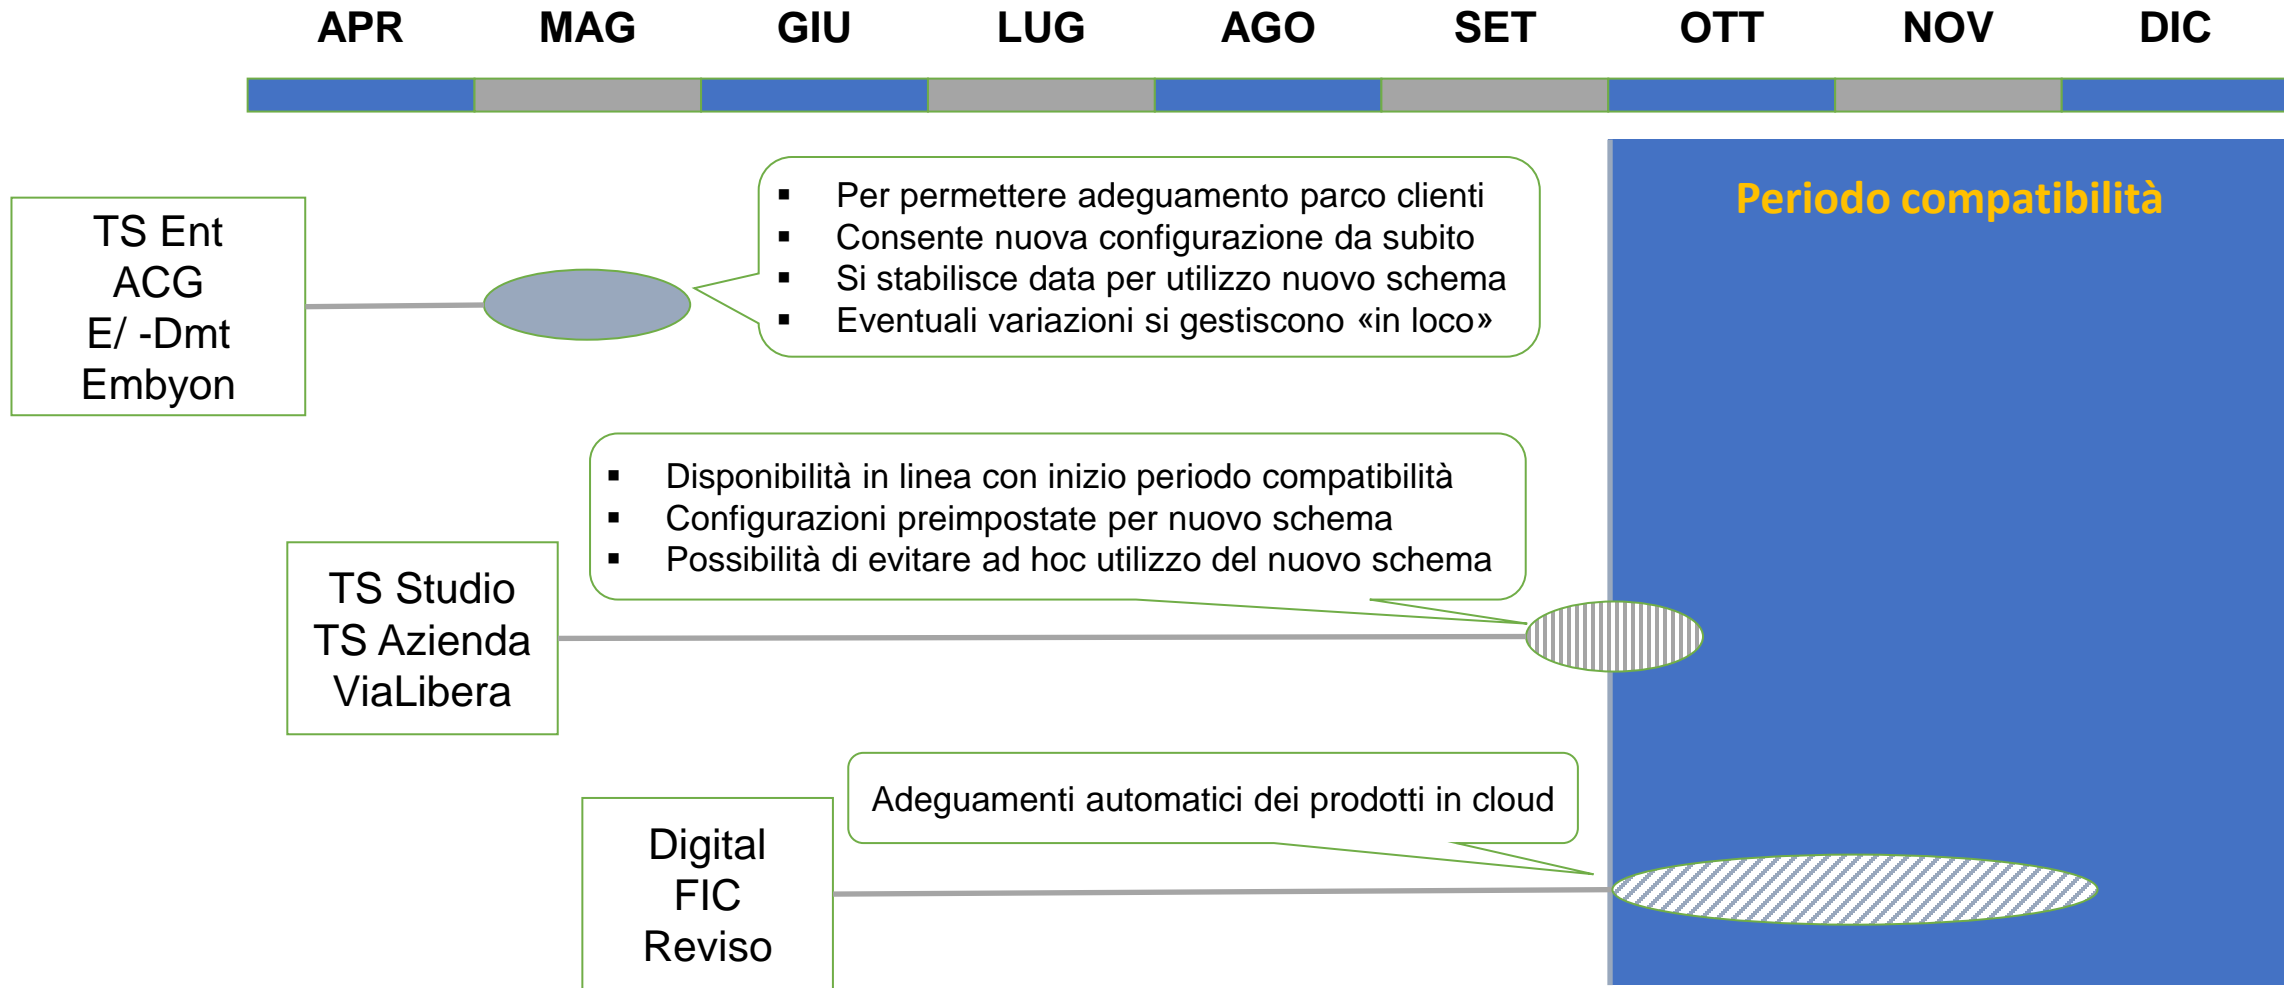 APR MAG GIU LUG AGO SET OTT NOV DIC
Periodo compatibilità
TS Ent
ACG
E/ -Dmt
Embyon
▪ Per permettere adeguamento parco clienti
▪ Consente nuova configurazione da subito
▪ Si stabilisce data per utilizzo nuovo schema
▪ Eventuali variazioni si gestiscono «in loco»
▪ Disponibilità in linea con inizio periodo compatibilità
▪ Configurazioni preimpostate per nuovo schema
▪ Possibilità di evitare ad hoc utilizzo del nuovo schema
TS Studio
TS Azienda
ViaLibera
Adeguamenti automatici dei prodotti in cloud
Digital
FIC
Reviso